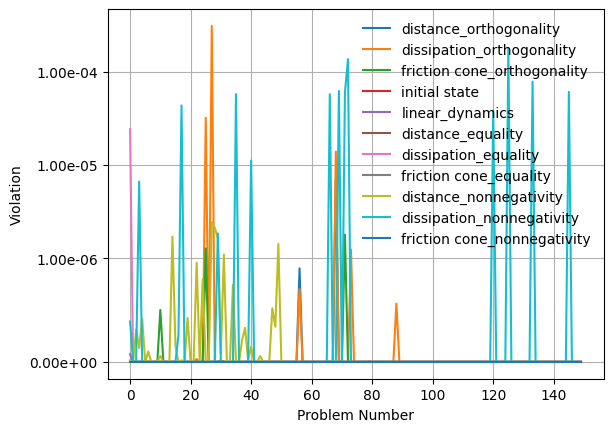 distance_orthogonality
dissipation_orthogonality
friction cone_orthogonality
initial state
linear_dynamics
distance_equality
dissipation_equality
friction cone_equality
distance_nonnegativity
dissipation_nonnegativity
friction cone_nonnegativity
1.00e-04
1.00e-05
1.00e-06
0.00e+00
Violation
0 20 40 60 80 100 120 140
Problem Number